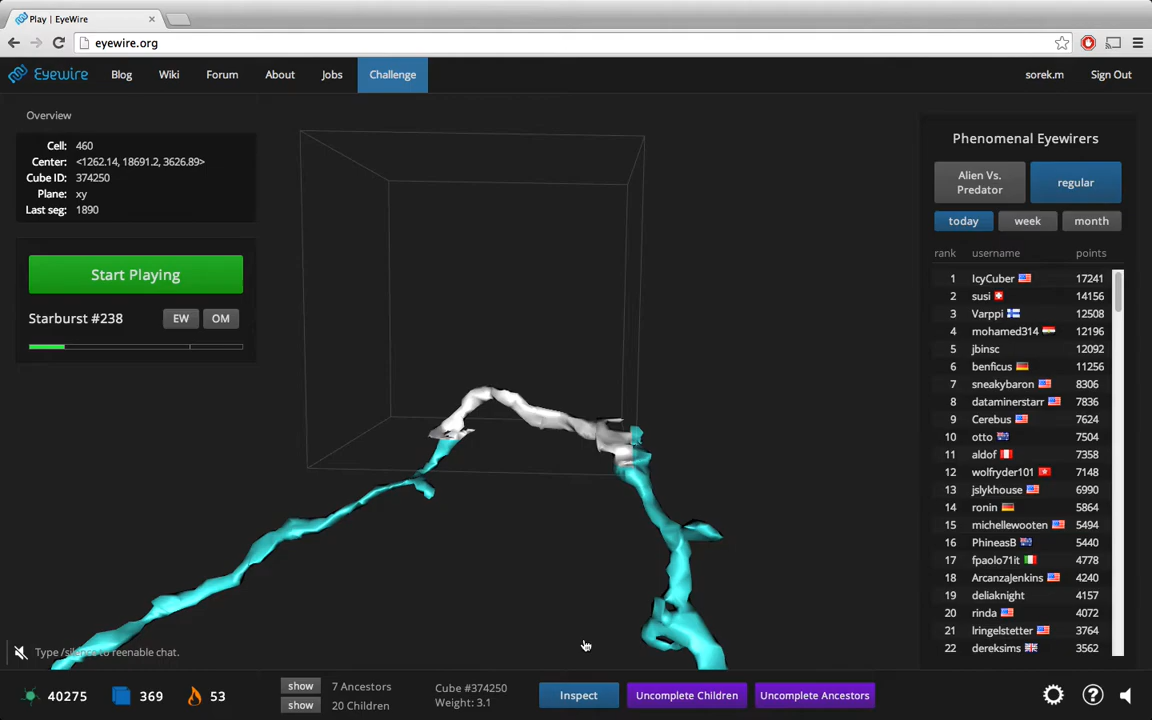 Play | EyeWire
eyewire.org
Eyewire
Blog
Wiki
Forum
About
Jobs
Challenge
sorek.m
Sign Out
Overview
Cell: 460
Center: <1262.14, 18691.2, 3626.89>
Cube ID: 374250
Plane: xy
Last seg: 1890
Start Playing
Starburst #238
EW
OM
Phenomenal Eyewirers
Alien Vs. Predator
regular
today
week
month
rank username points
1 IcyCuber 17241
2 susi 14156
3 Varppi 12508
4 mohamed314 12196
5 jbinsc 12092
6 benficus 11256
7 sneakybaron 8306
8 dataminerstarr 7836
9 Cerebus 7624
10 otto 7504
11 aldof 7358
12 wolfryder101 7148
13 jslykhouse 6990
14 ronin 5864
15 michellewooten 5494
16 PhineasB 5440
17 fpaolo71it 4778
18 ArcanzaJenkins 4240
19 deliaknight 4157
20 rinda 4072
21 lringelstetter 3764
22 dereksims 3562
Type /silence to reenable chat.
40275
369
53
show 7 Ancestors
show 20 Children
Cube #374250
Weight: 3.1
Inspect
Uncomplete Children
Uncomplete Ancestors